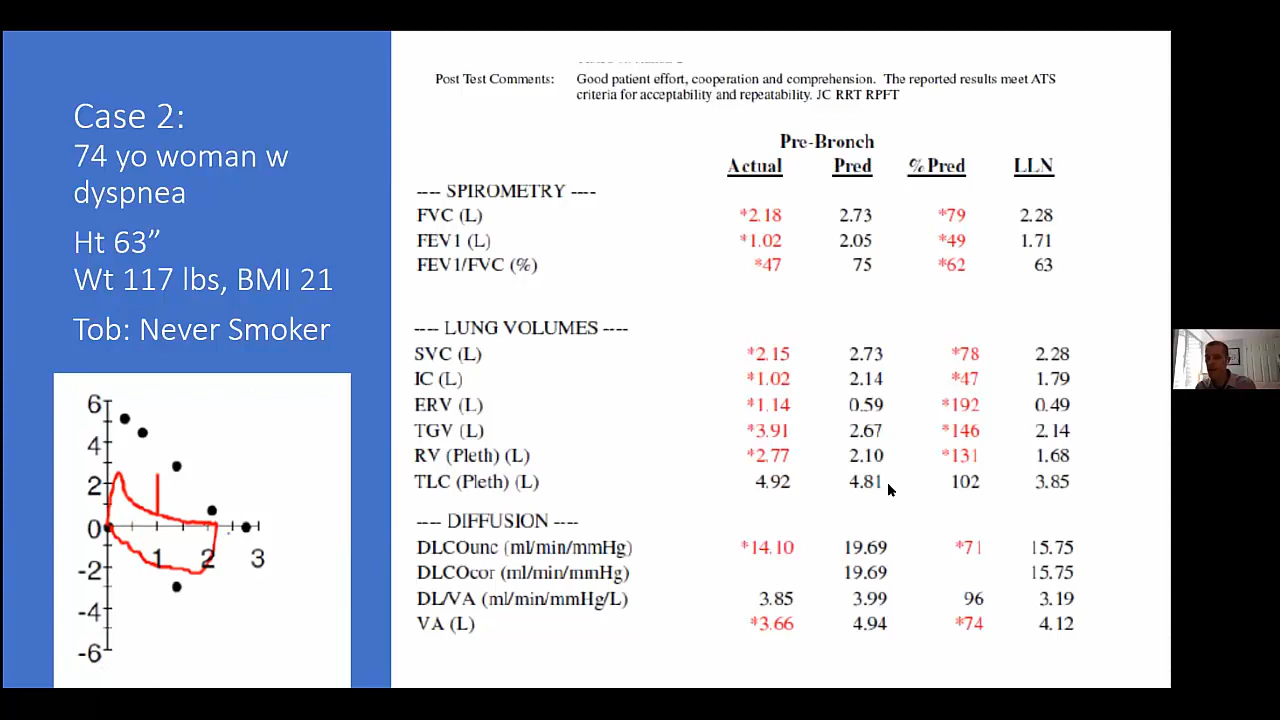 Case 2:
74 yo woman w
dyspnea
Ht 63”
Wt 117 lbs, BMI 21
Tob: Never Smoker
6
4
2
0
-2
-4
-6
1 2 3
Post Test Comments: Good patient effort, cooperation and comprehension. The reported results meet ATS
criteria for acceptability and repeatability. JC RRT RPFT
Pre-Bronch
Actual Pred % Pred LLN
---- SPIROMETRY ----
FVC (L) *2.18 2.73 *79 2.28
FEV1 (L) *1.02 2.05 *49 1.71
FEV1/FVC (%) *47 75 *62 63
---- LUNG VOLUMES ----
SVC (L) *2.15 2.73 *78 2.28
IC (L) *1.02 2.14 *47 1.79
ERV (L) *1.14 0.59 *192 0.49
TGV (L) *3.91 2.67 *146 2.14
RV (Pleth) (L) *2.77 2.10 *131 1.68
TLC (Pleth) (L) 4.92 4.81 102 3.85
---- DIFFUSION ----
DLCOunc (ml/min/mmHg) *14.10 19.69 *71 15.75
DLCOcor (ml/min/mmHg) 19.69 15.75
DL/VA (ml/min/mmHg/L) 3.85 3.99 96 3.19
VA (L) *3.66 4.94 *74 4.12